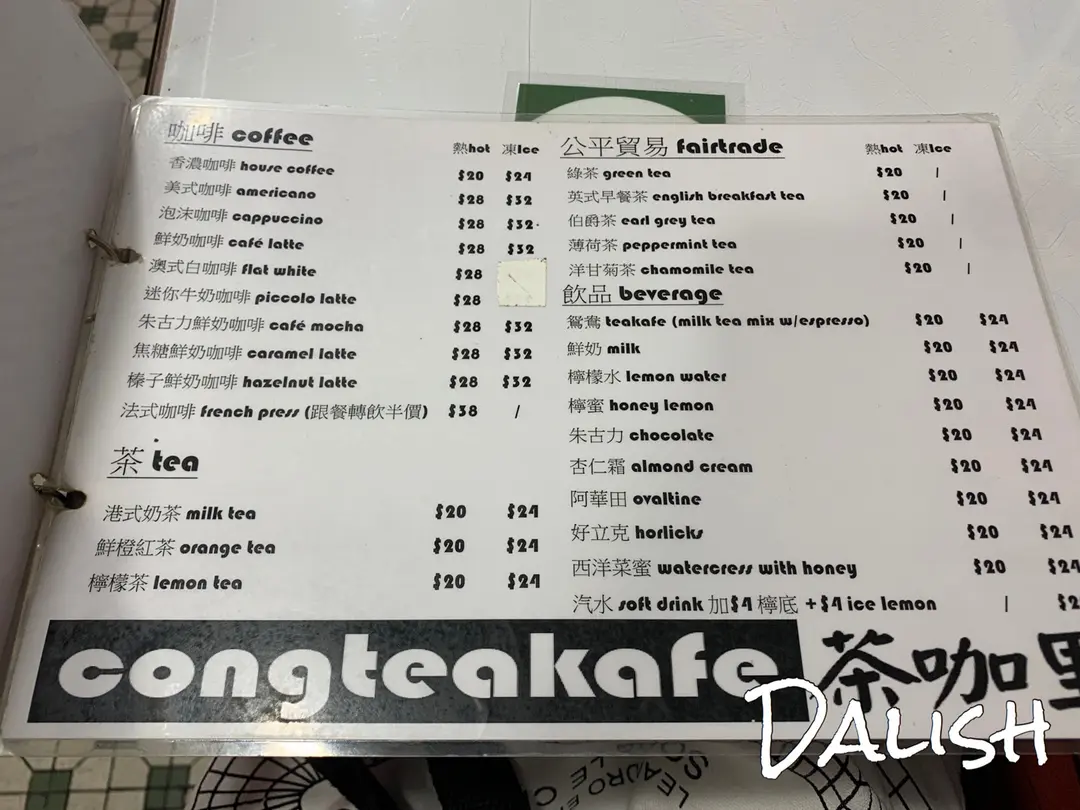 咖啡 coffee 熱hot 凍Ice
香濃咖啡 house coffee $20 $24
美式咖啡 americano $28 $32
泡沫咖啡 cappuccino $28 $32
鮮奶咖啡 café latte $28 $32
澳式白咖啡 flat white $28
迷你牛奶咖啡 piccolo latte $28
朱古力鮮奶咖啡 café mocha $28 $32
焦糖鮮奶咖啡 caramel latte $28 $32
榛子鮮奶咖啡 hazelnut latte $28 $32
法式咖啡 french press (跟餐轉飲半價) $38 /
茶 tea
港式奶茶 milk tea $20 $24
鮮橙紅茶 orange tea $20 $24
檸檬茶 lemon tea $20 $24
公平貿易 fairtrade 熱hot 凍Ice
綠茶 green tea $20 /
英式早餐茶 english breakfast tea $20 /
伯爵茶 earl grey tea $20 /
薄荷茶 peppermint tea $20 /
洋甘菊茶 chamomile tea $20 /
飲品 beverage
鴛鴦 teakafe (milk tea mix w/espresso) $20 $24
鮮奶 milk $20 $24
檸檬水 lemon water $20 $24
檸蜜 honey lemon $20 $24
朱古力 chocolate $20 $24
杏仁霜 almond cream $20 $24
阿華田 ovaltine $20 $24
好立克 horlicks $20 $24
西洋菜蜜 watercress with honey $20 $24
汽水 soft drink 加$4 檸底 +$4 ice lemon /
congteakafe 茶咖里
DALISH